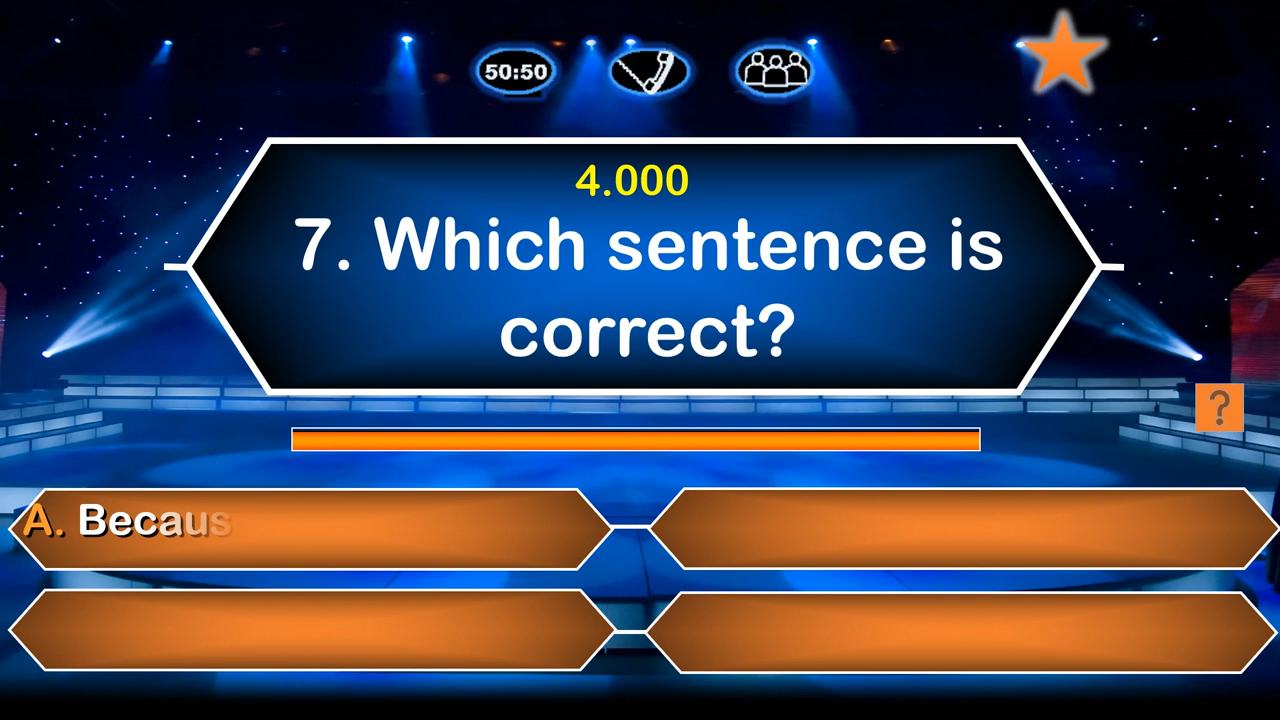 50:50
4.000
7. Which sentence is
correct?
?
A. Becaus